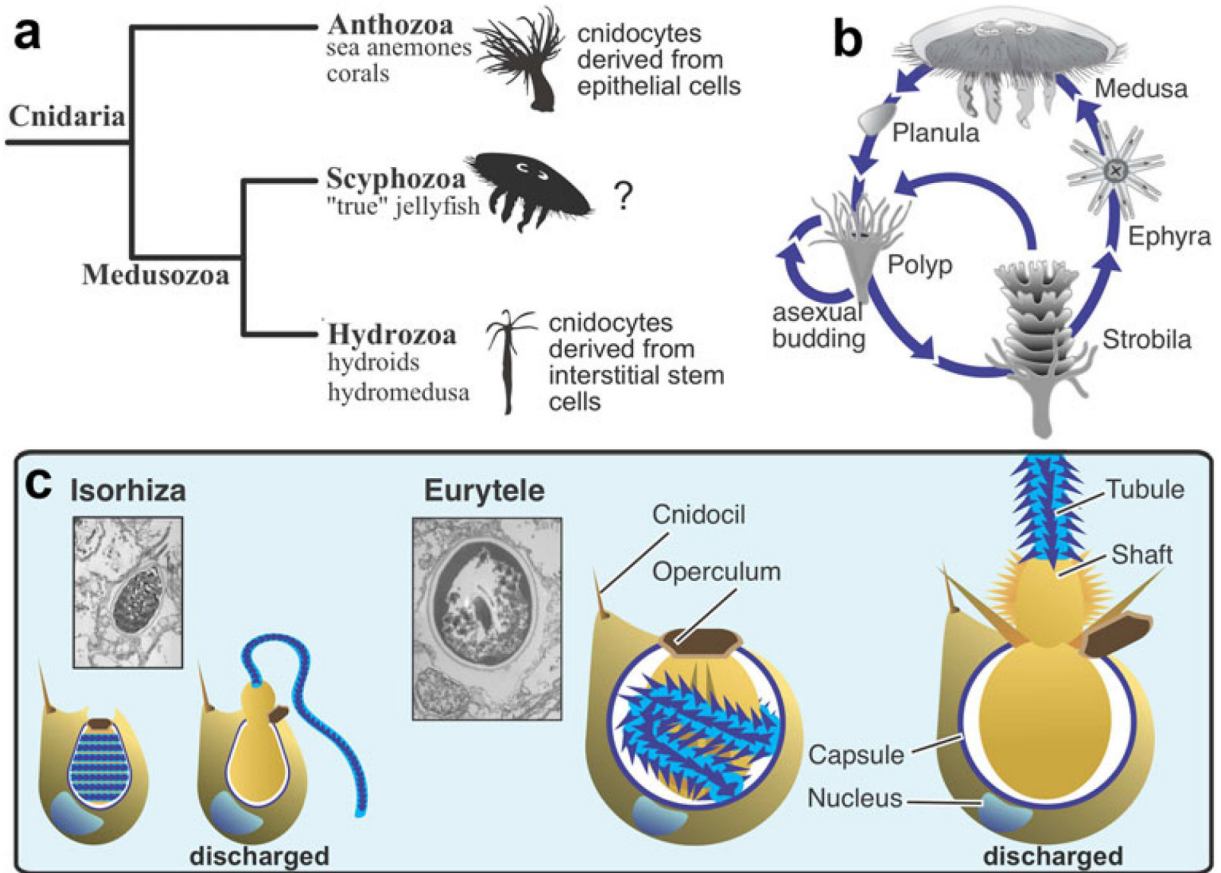 a
Cnidaria
Anthozoa
sea anemones
corals
cnidocytes
derived from
epithelial cells
Scyphozoa
"true" jellyfish
?
Medusozoa
Hydrozoa
hydroids
hydromedusa
cnidocytes
derived from
interstitial stem
cells
b
Medusa
Planula
Ephyra
Polyp
asexual
budding
Strobila
c
Isorhiza
Eurytele
Cnidocil
Operculum
Tubule
Shaft
Capsule
Nucleus
discharged
discharged